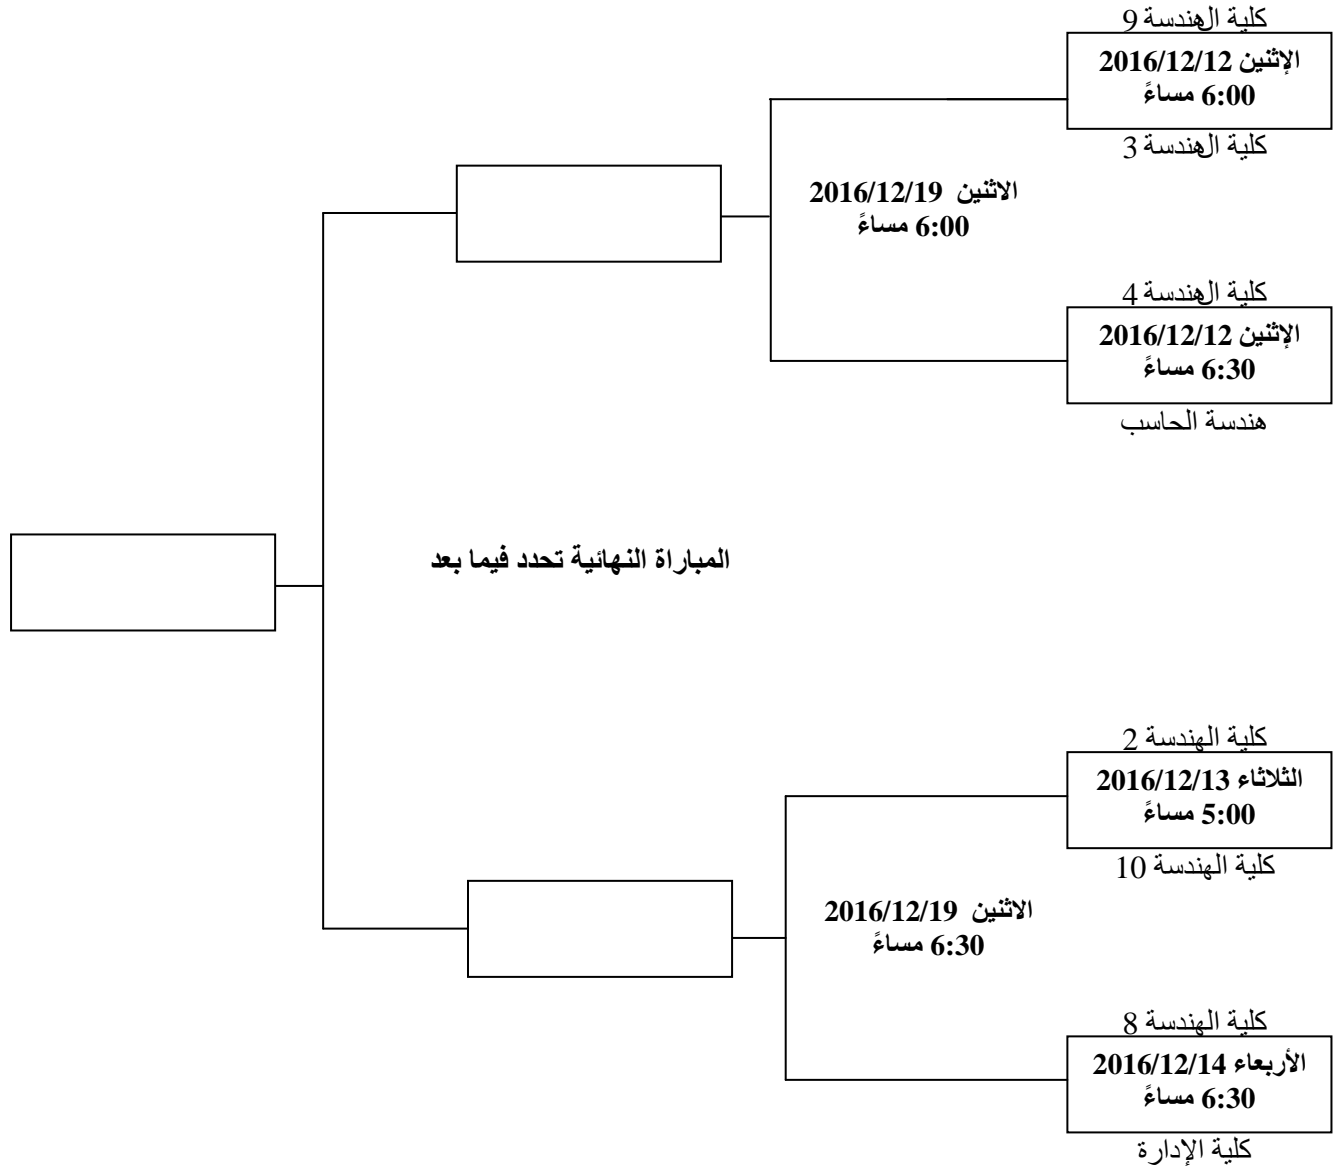 كلية الهندسة 9
الإثنين 2016/12/12
6:00 مساءً
كلية الهندسة 3
الاثنين 2016/12/19
6:00 مساءً
كلية الهندسة 4
الإثنين 2016/12/12
6:30 مساءً
هندسة الحاسب
المباراة النهائية تحدد فيما بعد
كلية الهندسة 2
الثلاثاء 2016/12/13
5:00 مساءً
كلية الهندسة 10
الاثنين 2016/12/19
6:30 مساءً
كلية الهندسة 8
الأربعاء 2016/12/14
6:30 مساءً
كلية الإدارة